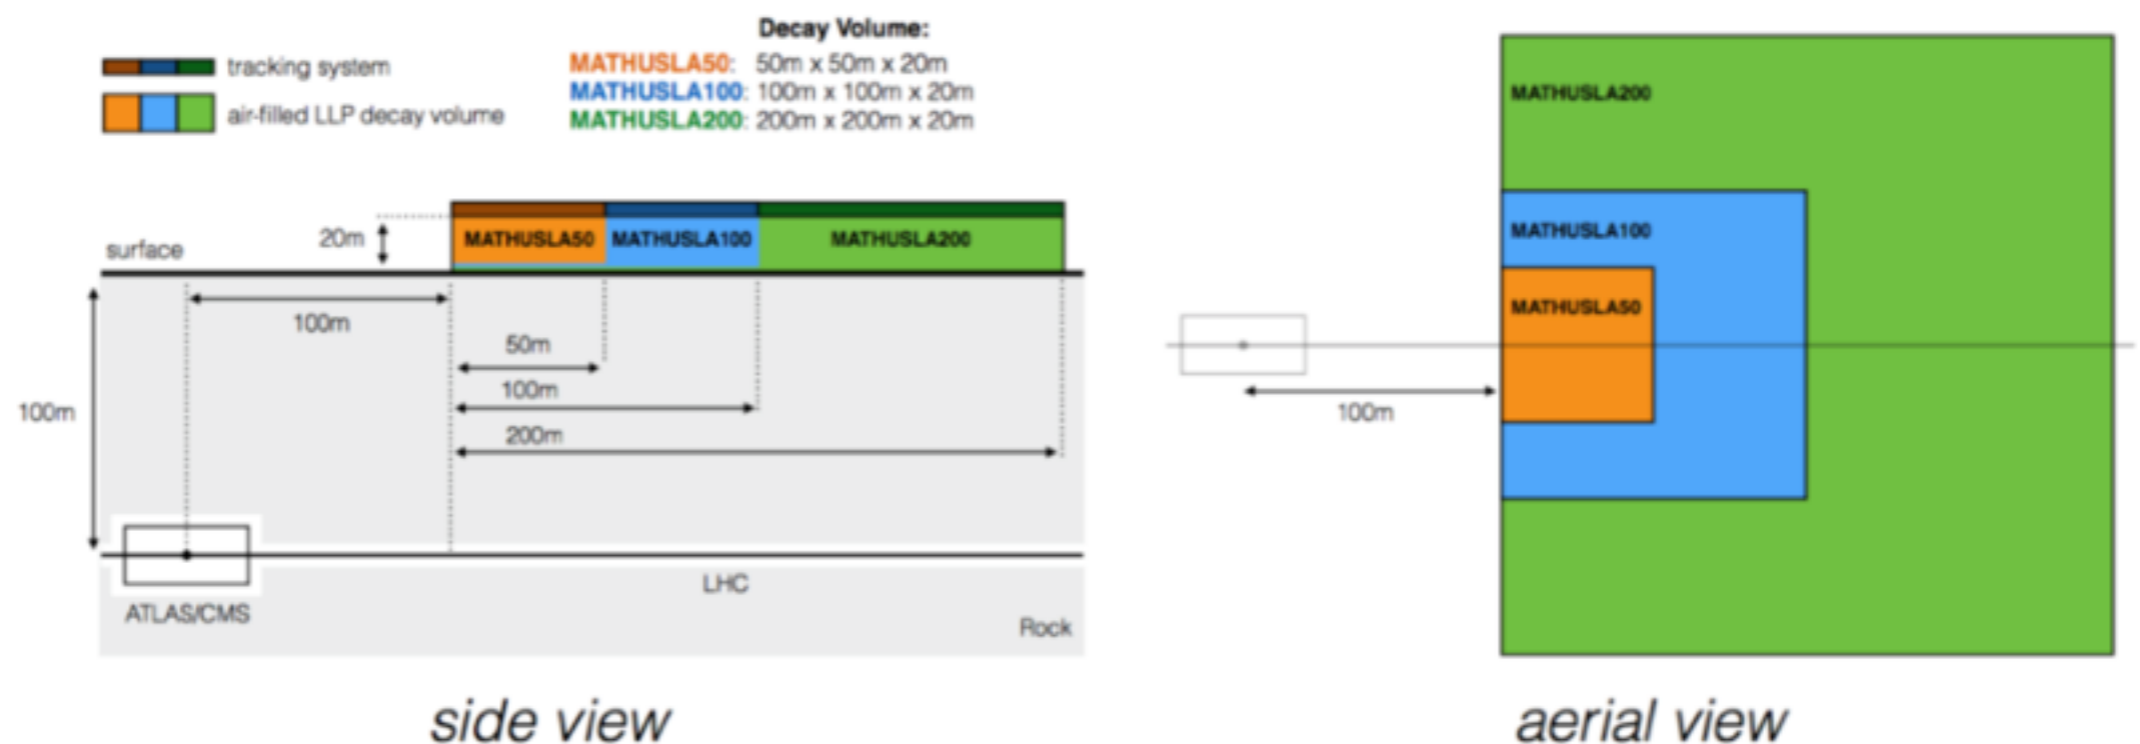 Decay Volume:
tracking system
MATHUSLA50: 50m x 50m x 20m
MATHUSLA100: 100m x 100m x 20m
air-filled LLP decay volume
MATHUSLA200: 200m x 200m x 20m
surface
20m
MATHUSLA50
MATHUSLA100
MATHUSLA200
100m
50m
100m
200m
100m
LHC
ATLAS/CMS
Rock
side view
MATHUSLA200
MATHUSLA100
MATHUSLA50
100m
aerial view